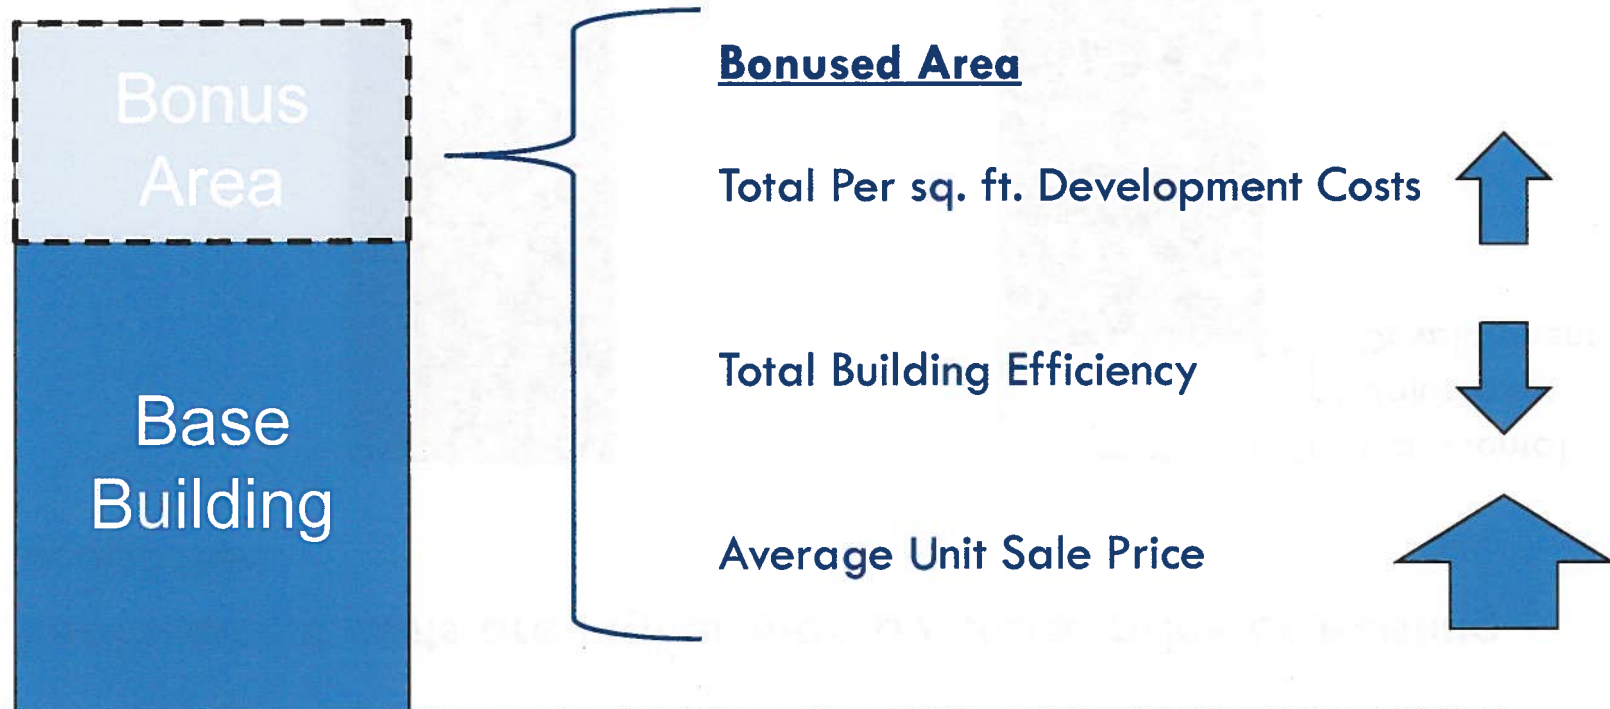 Bonus
Area
Base
Building
Bonused Area
Total Per sq. ft. Development Costs
Total Building Efficiency
Average Unit Sale Price